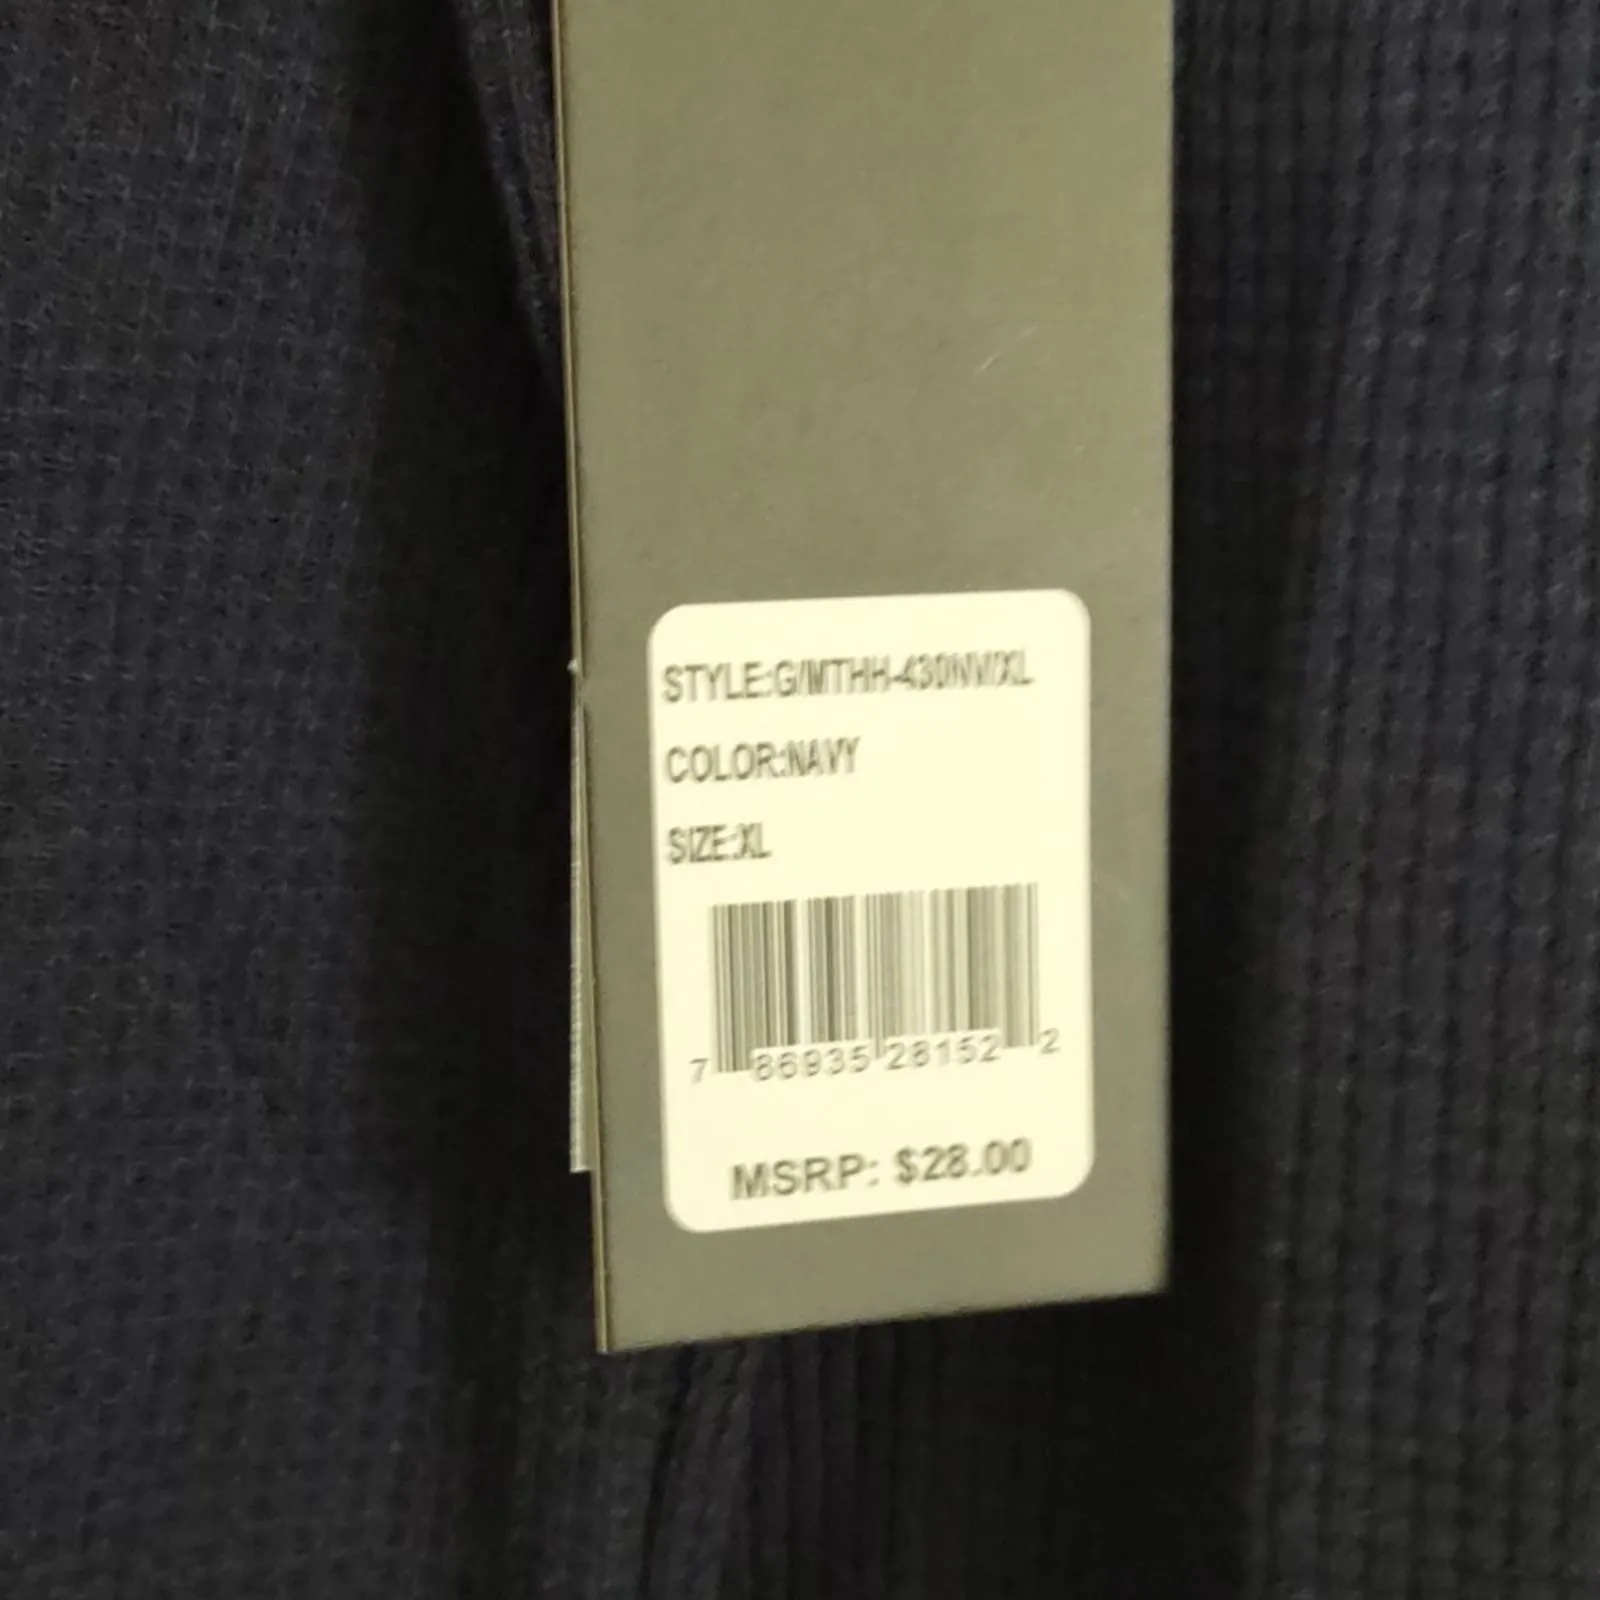 STYLE:G/MTHH-430NV/XL
COLOR:NAVY
SIZE:XL
7 86935 28152 2
MSRP: $28.00